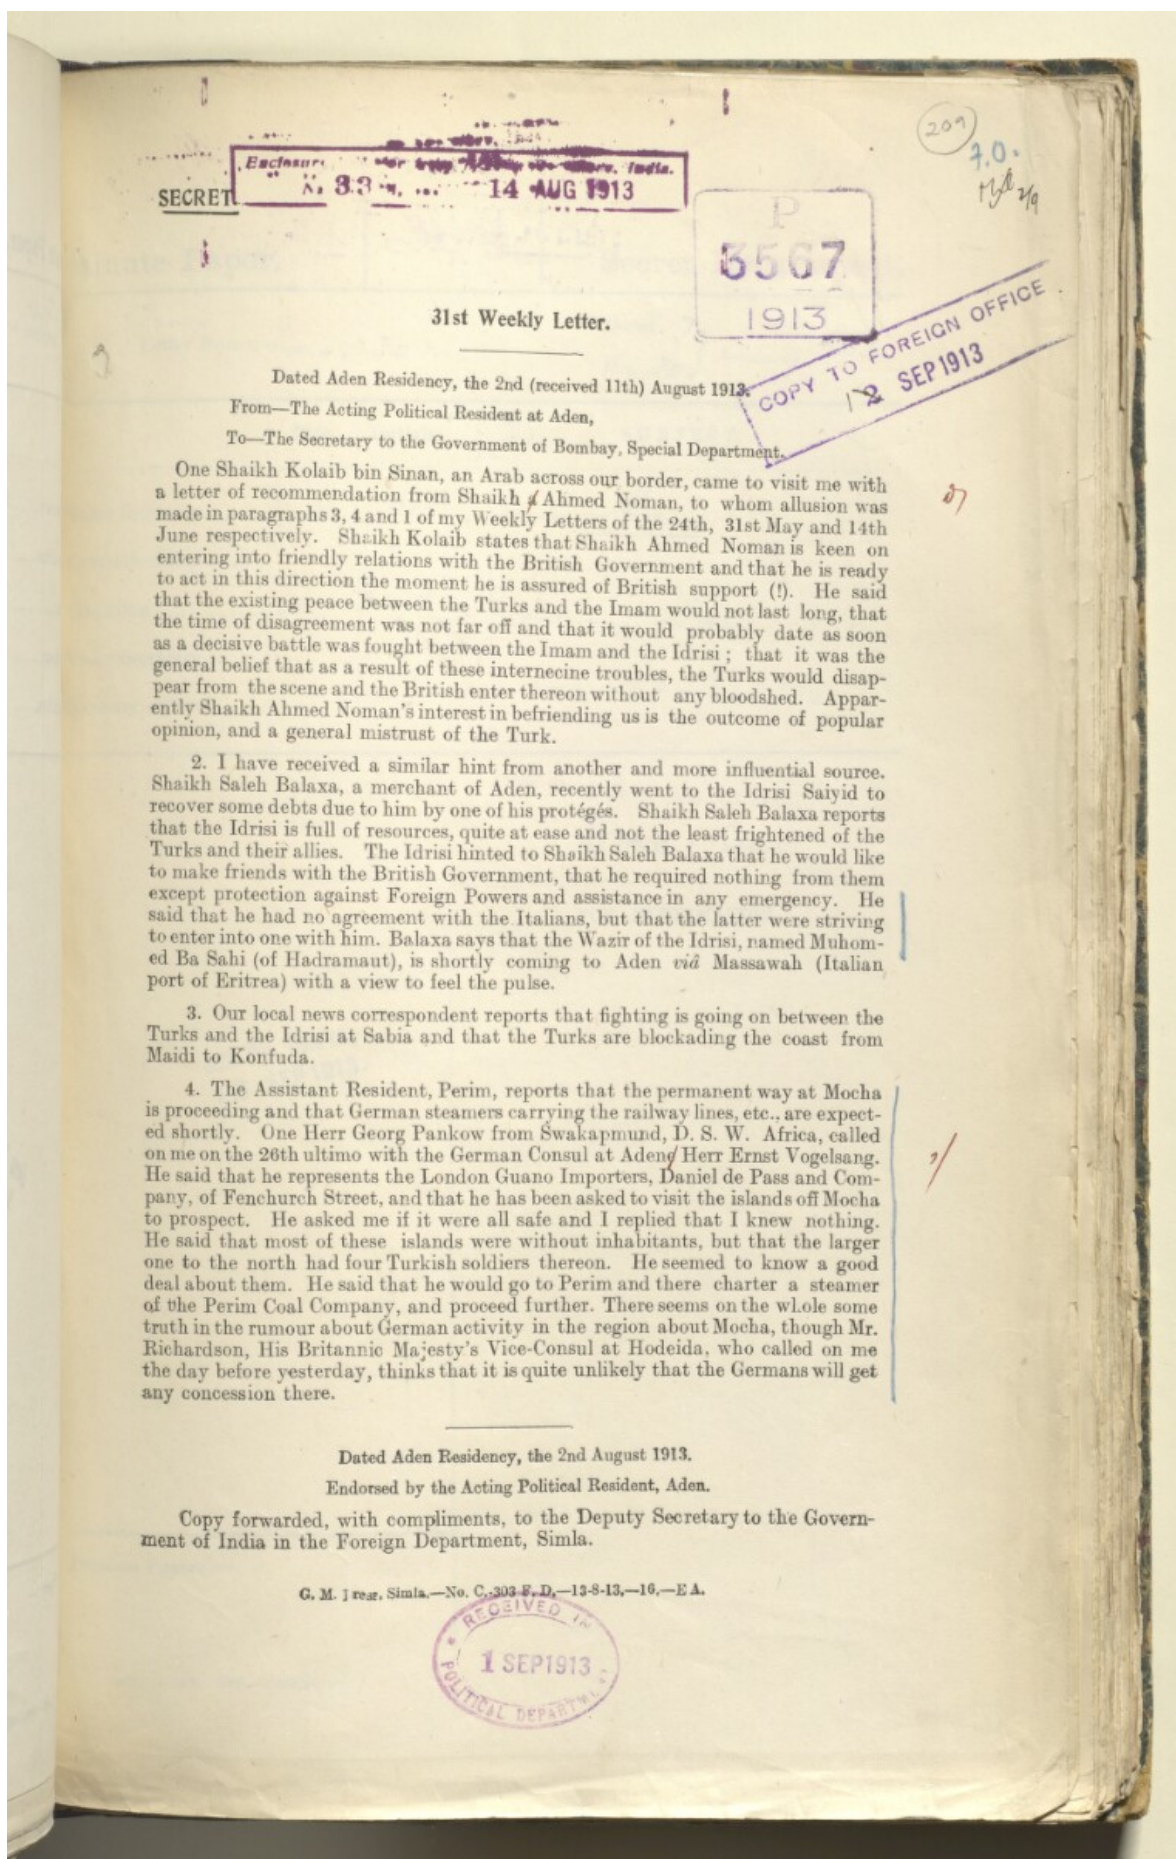 209
F.O.
2/9
Enclosure India.
N. 33 14 AUG 1913
SECRET
P
3567
1913
COPY TO FOREIGN OFFICE
12 SEP 1913
31st Weekly Letter.
Dated Aden Residency, the 2nd (received 11th) August 1913.
From—The Acting Political Resident at Aden,
To—The Secretary to the Government of Bombay, Special Department.
One Shaikh Kolaib bin Sinan, an Arab across our border, came to visit me with
a letter of recommendation from Shaikh Ahmed Noman, to whom allusion was
made in paragraphs 3, 4 and 1 of my Weekly Letters of the 24th, 31st May and 14th
June respectively. Shaikh Kolaib states that Shaikh Ahmed Noman is keen on
entering into friendly relations with the British Government and that he is ready
to act in this direction the moment he is assured of British support (!). He said
that the existing peace between the Turks and the Imam would not last long, that
the time of disagreement was not far off and that it would probably date as soon
as a decisive battle was fought between the Imam and the Idrisi; that it was the
general belief that as a result of these internecine troubles, the Turks would disap-
pear from the scene and the British enter thereon without any bloodshed. Appar-
ently Shaikh Ahmed Noman's interest in befriending us is the outcome of popular
opinion, and a general mistrust of the Turk.
2. I have received a similar hint from another and more influential source.
Shaikh Saleh Balaxa, a merchant of Aden, recently went to the Idrisi Saiyid to
recover some debts due to him by one of his protégés. Shaikh Saleh Balaxa reports
that the Idrisi is full of resources, quite at ease and not the least frightened of the
Turks and their allies. The Idrisi hinted to Shaikh Saleh Balaxa that he would like
to make friends with the British Government, that he required nothing from them
except protection against Foreign Powers and assistance in any emergency. He
said that he had no agreement with the Italians, but that the latter were striving
to enter into one with him. Balaxa says that the Wazir of the Idrisi, named Muhom-
ed Ba Sahi (of Hadramaut), is shortly coming to Aden viâ Massawah (Italian
port of Eritrea) with a view to feel the pulse.
3. Our local news correspondent reports that fighting is going on between the
Turks and the Idrisi at Sabia and that the Turks are blockading the coast from
Maidi to Konfuda.
4. The Assistant Resident, Perim, reports that the permanent way at Mocha
is proceeding and that German steamers carrying the railway lines, etc., are expect-
ed shortly. One Herr Georg Pankow from Swakapmund, D. S. W. Africa, called
on me on the 26th ultimo with the German Consul at Aden Herr Ernst Vogelsang.
He said that he represents the London Guano Importers, Daniel de Pass and Com-
pany, of Fenchurch Street, and that he has been asked to visit the islands off Mocha
to prospect. He asked me if it were all safe and I replied that I knew nothing.
He said that most of these islands were without inhabitants, but that the larger
one to the north had four Turkish soldiers thereon. He seemed to know a good
deal about them. He said that he would go to Perim and there charter a steamer
of the Perim Coal Company, and proceed further. There seems on the whole some
truth in the rumour about German activity in the region about Mocha, though Mr.
Richardson, His Britannic Majesty's Vice-Consul at Hodeida, who called on me
the day before yesterday, thinks that it is quite unlikely that the Germans will get
any concession there.
Dated Aden Residency, the 2nd August 1913.
Endorsed by the Acting Political Resident, Aden.
Copy forwarded, with compliments, to the Deputy Secretary to the Govern-
ment of India in the Foreign Department, Simla.
G. M. Press, Simla.—No. C.-303 F. D.—13-8-13.—16.—E A.
RECEIVED IN
1 SEP 1913
POLITICAL DEPARTMENT